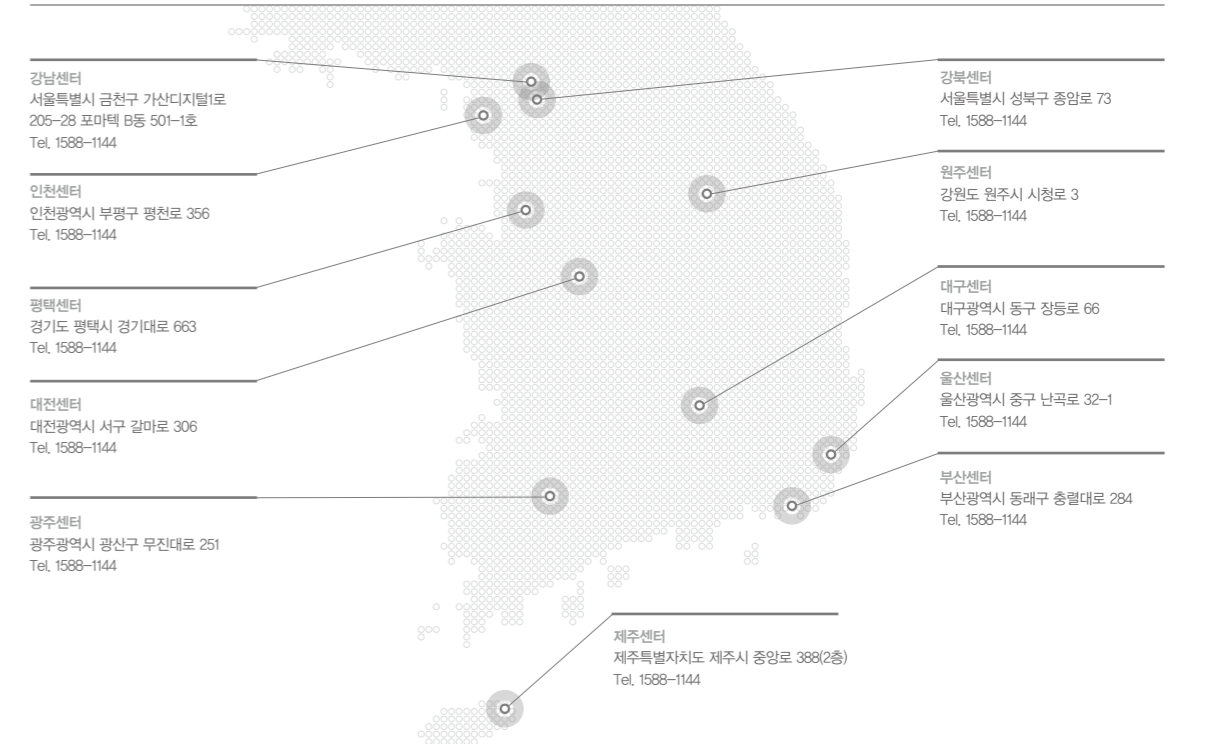 강남센터
서울특별시 금천구 가산디지털1로
205-28 포마텍 B동 501-1호
Tel. 1588-1144
인천센터
인천광역시 부평구 평천로 356
Tel. 1588-1144
평택센터
경기도 평택시 경기대로 663
Tel. 1588-1144
대전센터
대전광역시 서구 갈마로 306
Tel. 1588-1144
광주센터
광주광역시 광산구 무진대로 251
Tel. 1588-1144
강북센터
서울특별시 성북구 종암로 73
Tel. 1588-1144
원주센터
강원도 원주시 시청로 3
Tel. 1588-1144
대구센터
대구광역시 동구 장등로 66
Tel. 1588-1144
울산센터
울산광역시 중구 난곡로 32-1
Tel. 1588-1144
부산센터
부산광역시 동래구 충렬대로 284
Tel. 1588-1144
제주센터
제주특별자치도 제주시 중앙로 388(2층)
Tel. 1588-1144